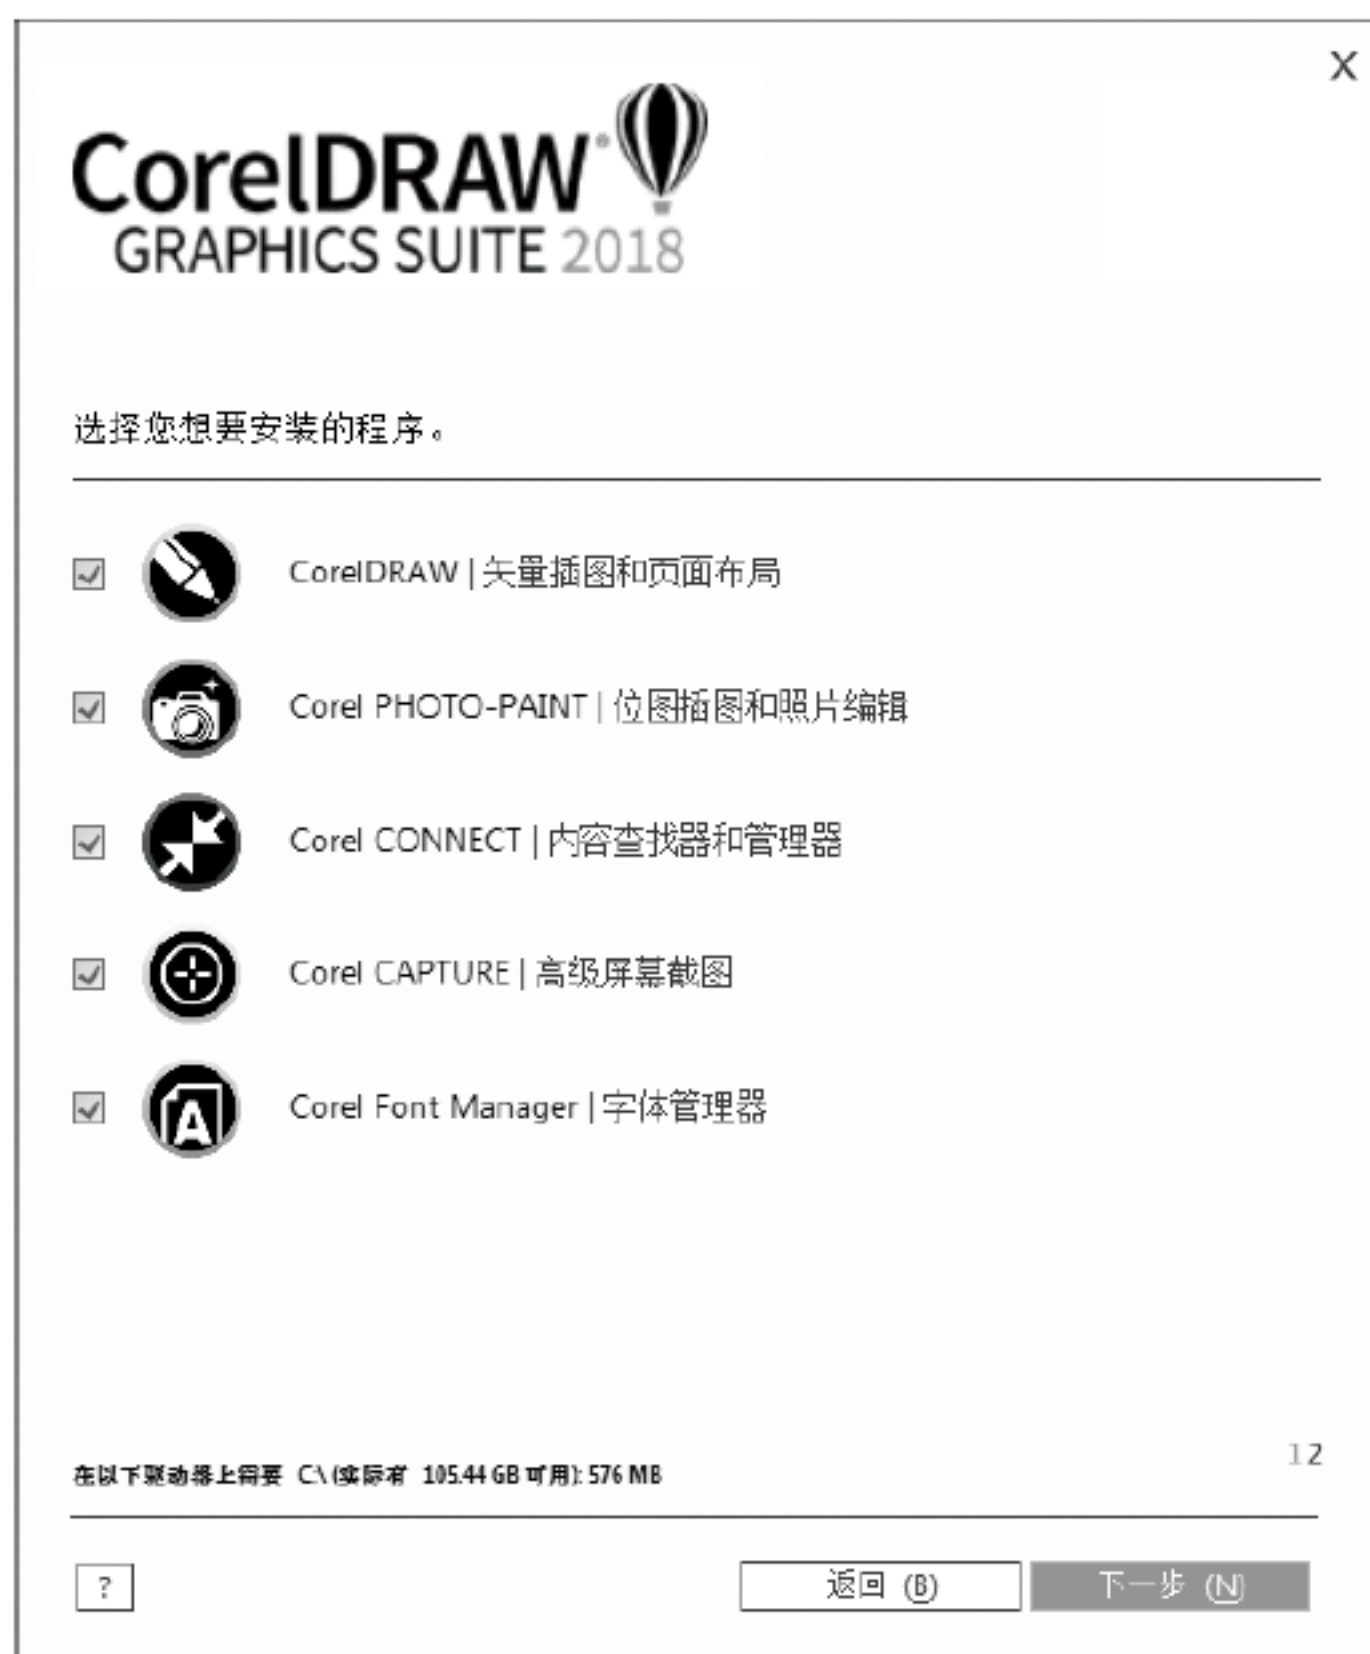 X
CorelDRAW®
GRAPHICS SUITE 2018
选择您想要安装的程序。
CorelDRAW | 矢量插图和页面布局
Corel PHOTO-PAINT | 位图插图和照片编辑
Corel CONNECT | 内容查找器和管理器
Corel CAPTURE | 高级屏幕截图
Corel Font Manager | 字体管理器
12
在以下驱动器上需要 C:\ (实际有 105.44 GB 可用): 576 MB
? 返回 (B) 下一步 (N)